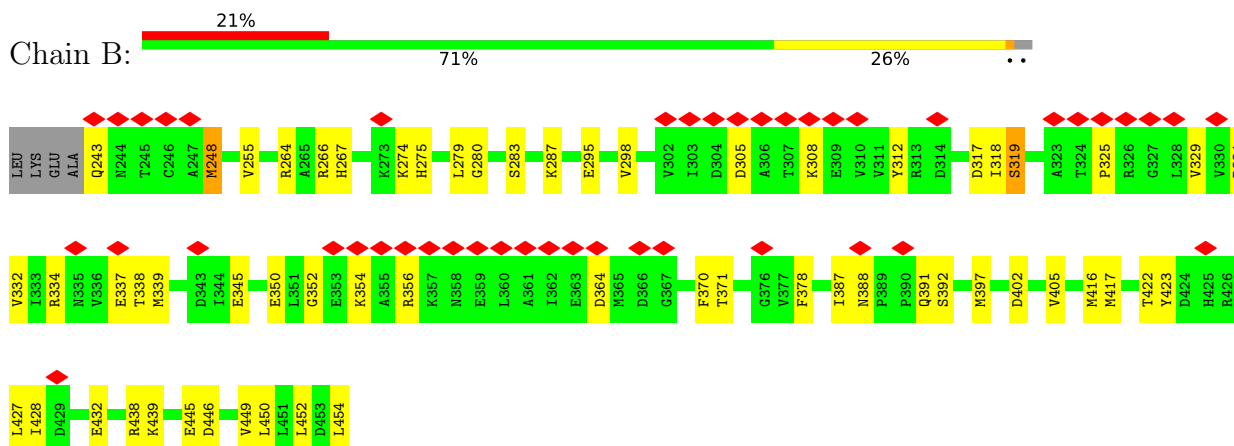 21%
Chain B:
71% 26% • •
LEU LYS GLU ALA Q243 N244 T245 C246 A247 M248 V255 R264 A265 R266 H267 K273 K274 H275 L279 G280 S283 K287 E295 V298 V302 I303 D304 D305 A306 T307 K308 E309 V310 V311 Y312 R313 D314 D317 I318 S319 A323 T324 P325 R326 G327 L328 V329 V330
V332 I333 R334 N335 V336 E337 T338 M339 D343 I344 E345 E350 L351 G352 E353 K354 A355 R356 K357 N358 E359 L360 A361 I362 E363 D364 M365 D366 G367 F370 T371 G376 V377 F378 I387 N388 P389 P390 Q391 S392 M397 D402 V405 M416 M417 T422 Y423 D424 H425 R426
L427 I428 D429 E432 R438 K439 E445 D446 V449 L450 L451 L452 D453 L454